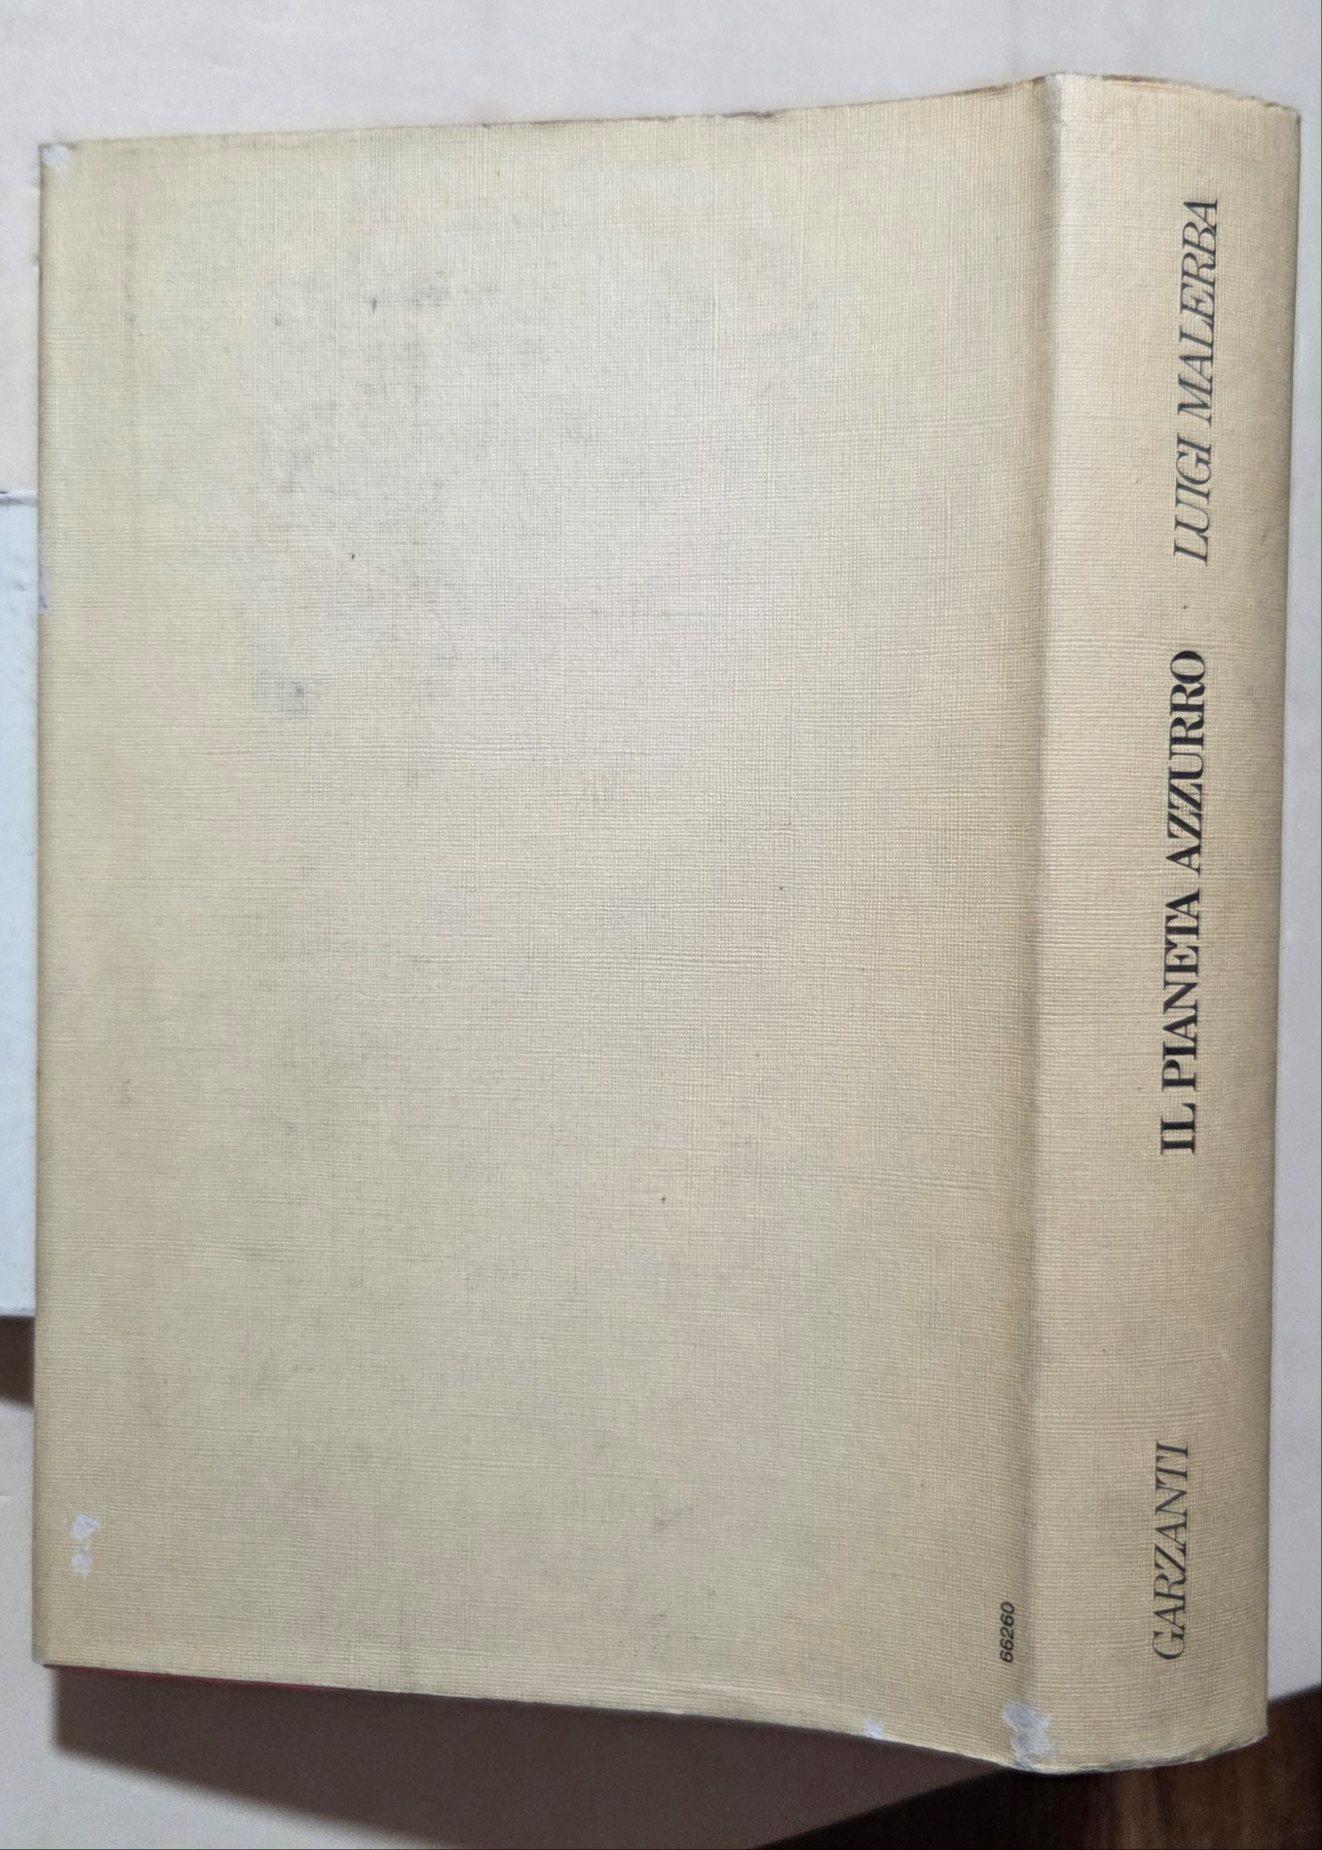 LUIGI MALERBA
IL PIANETA AZZURRO
GARZANTI
66260